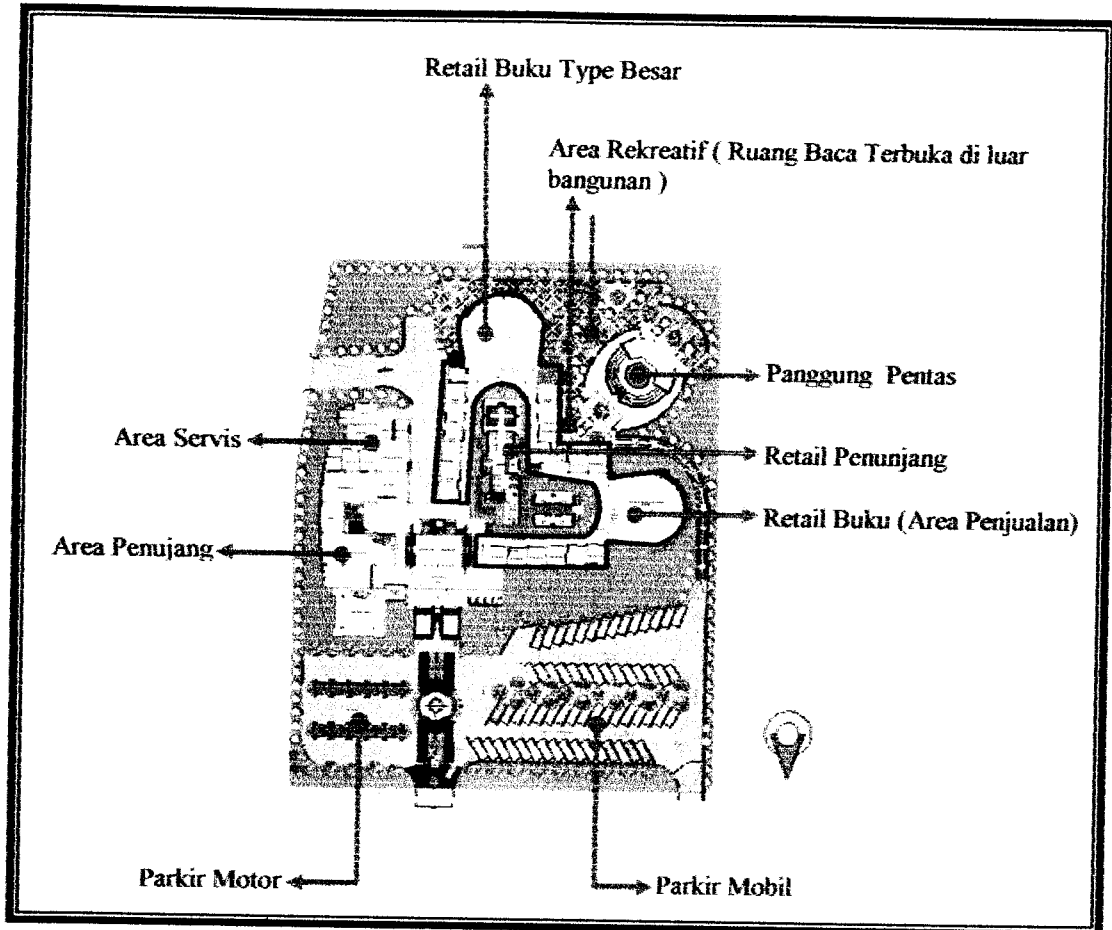 Retail Buku Type Besar
Area Rekreatif ( Ruang Baca Terbuka di luar
bangunan )
Panggung Pentas
Area Servis
Retail Penunjang
Retail Buku (Area Penjualan)
Area Penujang
Parkir Motor
Parkir Mobil